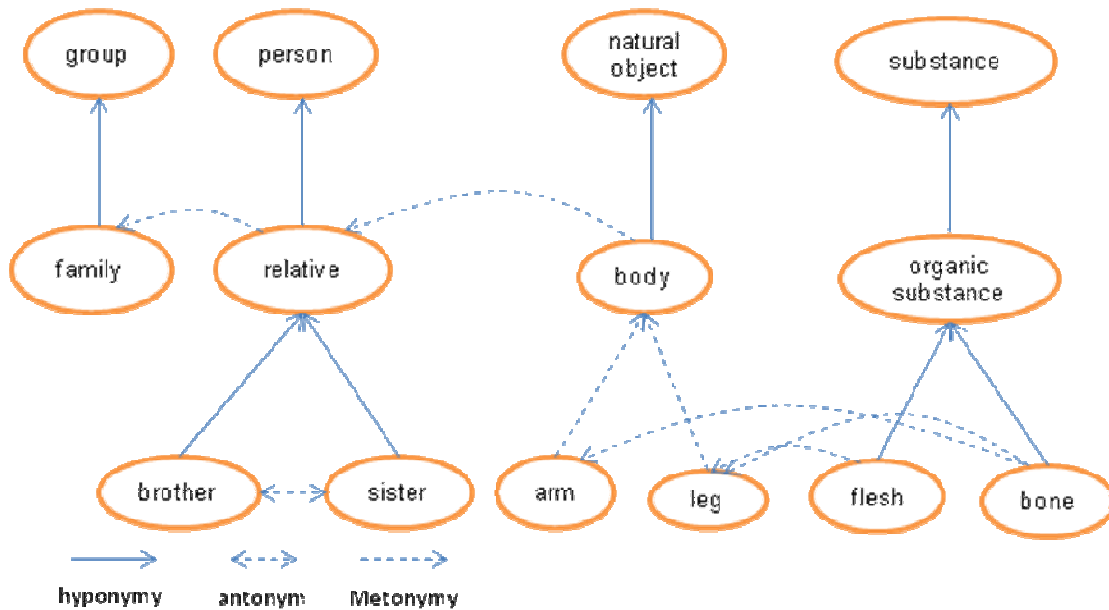 group
person
natural
object
substance
family
relative
body
organic
substance
brother
sister
arm
leg
flesh
bone
hyponymy
antonym
Metonymy